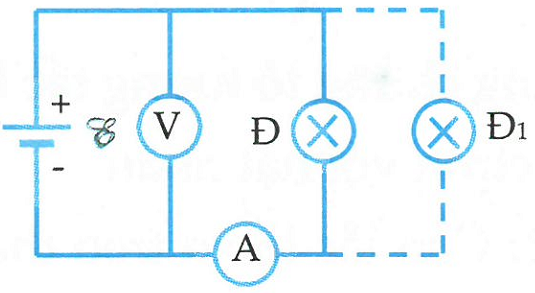 +
ℰ
V
Đ
Đ1
-
A